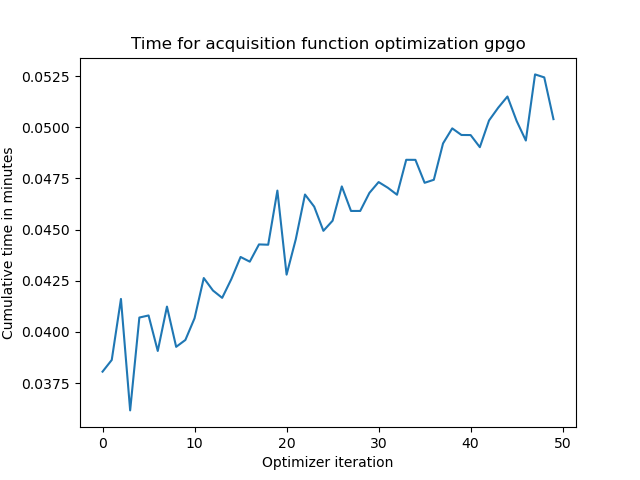 Time for acquisition function optimization gpgo
0.0525
0.0500
0.0475
0.0450
0.0425
0.0400
0.0375
Cumulative time in minutes
0 10 20 30 40 50
Optimizer iteration